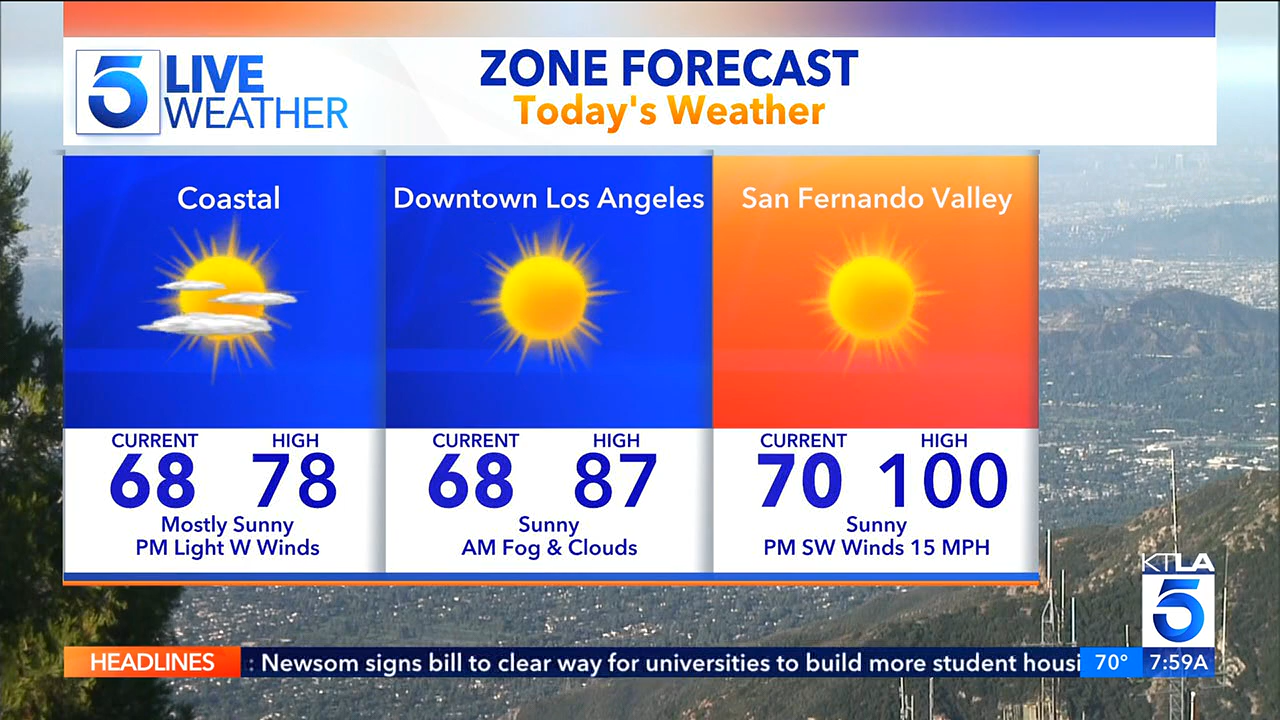 5 LIVE
WEATHER
ZONE FORECAST
Today's Weather
Coastal
CURRENT HIGH
68 78
Mostly Sunny
PM Light W Winds
Downtown Los Angeles
CURRENT HIGH
68 87
Sunny
AM Fog & Clouds
San Fernando Valley
CURRENT HIGH
70 100
Sunny
PM SW Winds 15 MPH
KTLA
5
HEADLINES : Newsom signs bill to clear way for universities to build more student housi 70° 7:59A